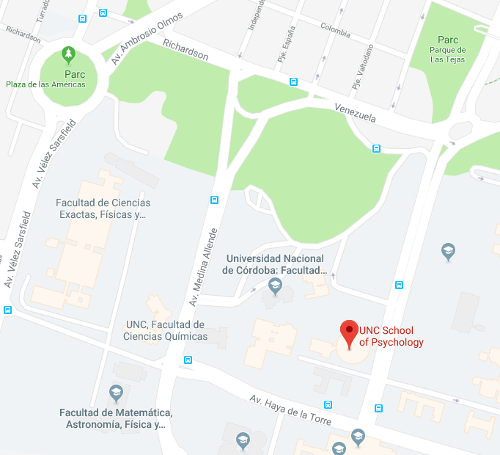 Richardson
Turrado
Av. Ambrosio Olmos
Independencia
Pje. España
Colombia
Pje. Valtodano
Parc
Parque de
Las Tejas
Richardson
Parc
Plaza de las Américas
Venezuela
Av. Vélez Sarsfield
Facultad de Ciencias
Exactas, Físicas y...
Av. Vélez Sarsfield
Av. Medina Allende
Universidad Nacional
de Córdoba: Facultad...
UNC, Facultad de
Ciencias Químicas
UNC School
of Psychology
Av. Haya de la Torre
Facultad de Matemática,
Astronomía, Física y...